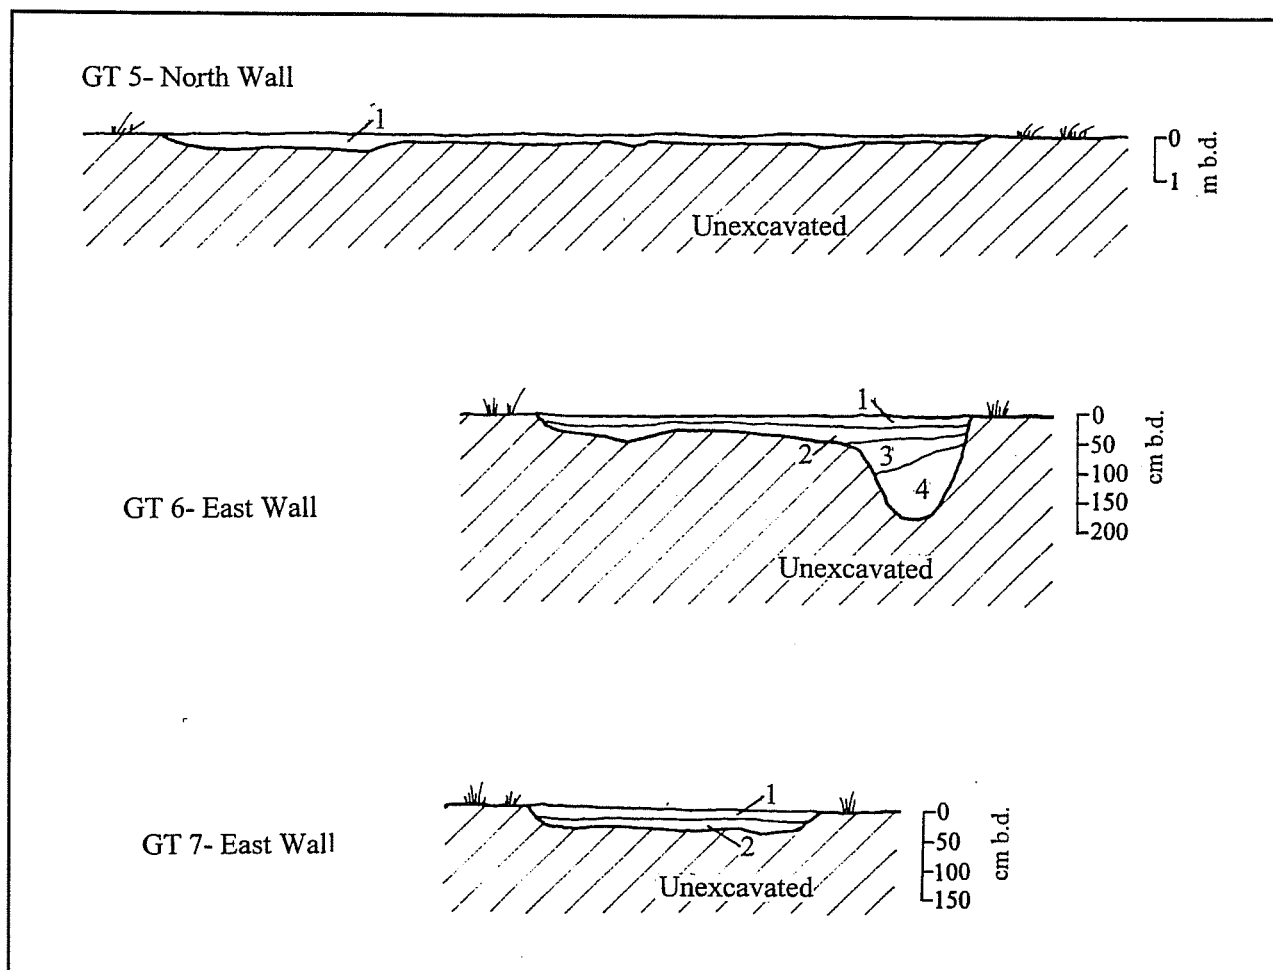 GT 5- North Wall
1
0
1
m b.d.
Unexcavated
1
2
3
4
0
50
100
150
200
cm b.d.
GT 6- East Wall
Unexcavated
1
2
0
50
100
150
cm b.d.
GT 7- East Wall
Unexcavated